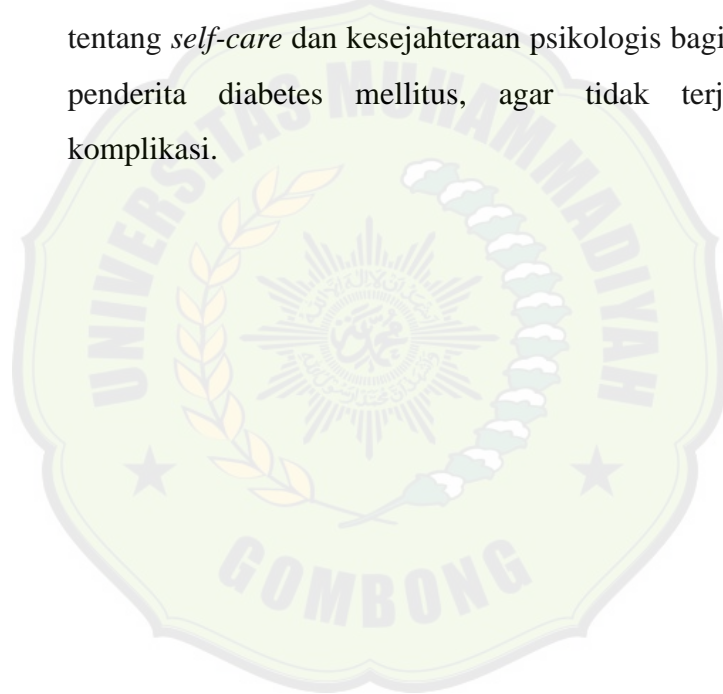 tentang self-care dan kesejahteraan psikologis bagi
penderita diabetes mellitus, agar tidak terj
komplikasi.
UNIVERSITAS MUHAMMADIYAH
GOMBONG